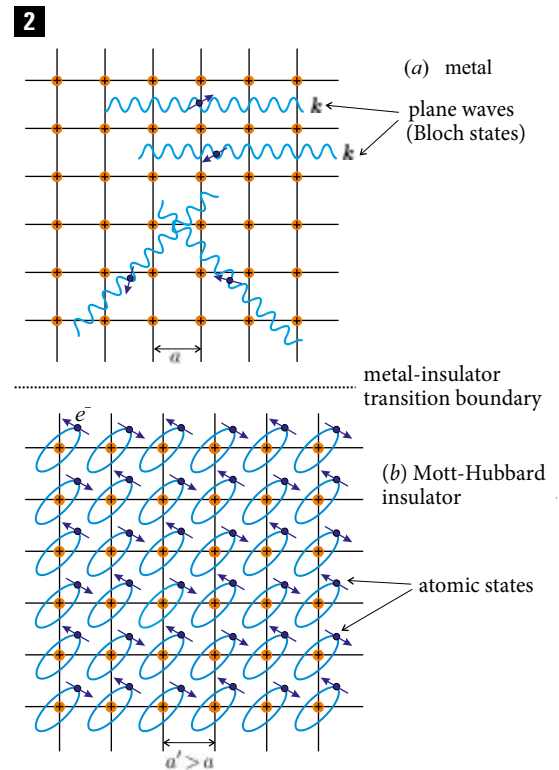 2
(a) metal
k
plane waves
(Bloch states)
k
a
metal-insulator
transition boundary
e⁻
(b) Mott-Hubbard
insulator
atomic states
a′ > a